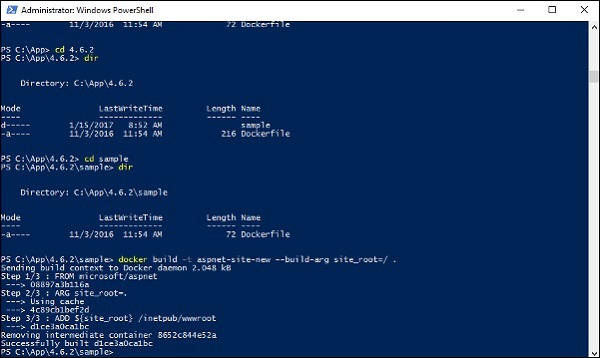 Administrator: Windows PowerShell
-a---- 11/3/2016 11:54 AM 72 Dockerfile
PS C:\App> cd 4.6.2
PS C:\App\4.6.2> dir
Directory: C:\App\4.6.2
Mode LastWriteTime Length Name
---- ------------- ------ ----
d----- 1/15/2017 8:52 AM sample
-a---- 11/3/2016 11:54 AM 216 Dockerfile
PS C:\App\4.6.2> cd sample
PS C:\App\4.6.2\sample> dir
Directory: C:\App\4.6.2\sample
Mode LastWriteTime Length Name
---- ------------- ------ ----
-a---- 11/3/2016 11:54 AM 72 Dockerfile
PS C:\App\4.6.2\sample> docker build -t aspnet-site-new --build-arg site_root=/ .
Sending build context to Docker daemon 2.048 kB
Step 1/3 : FROM microsoft/aspnet
---> 08897a3b116a
Step 2/3 : ARG site_root=.
---> Using cache
---> 4c89cb1bef2d
Step 3/3 : ADD ${site_root} /inetpub/wwwroot
---> d1ce3a0ca1bc
Removing intermediate container 8652c844e52a
Successfully built d1ce3a0ca1bc
PS C:\App\4.6.2\sample>